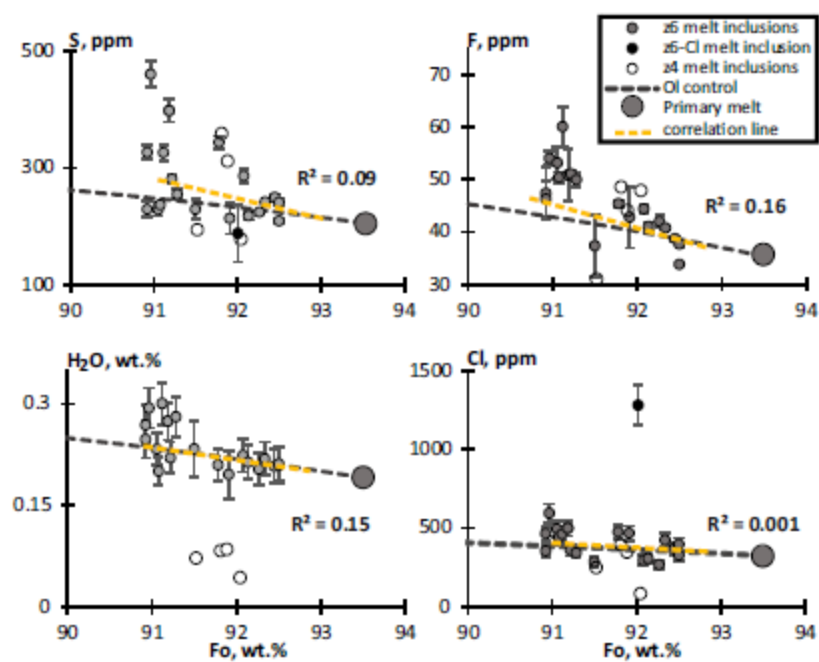 S, ppm
500
300
100
R² = 0.09
90 91 92 93 94
F, ppm
70
60
50
40
30
R² = 0.16
90 91 92 93 94
z6 melt inclusions
z6-Cl melt inclusion
z4 melt inclusions
Ol control
Primary melt
correlation line
H₂O, wt.%
0.3
0.15
0
R² = 0.15
90 91 92 93 94
Fo, wt.%
Cl, ppm
1500
1000
500
0
R² = 0.001
90 91 92 93 94
Fo, wt.%